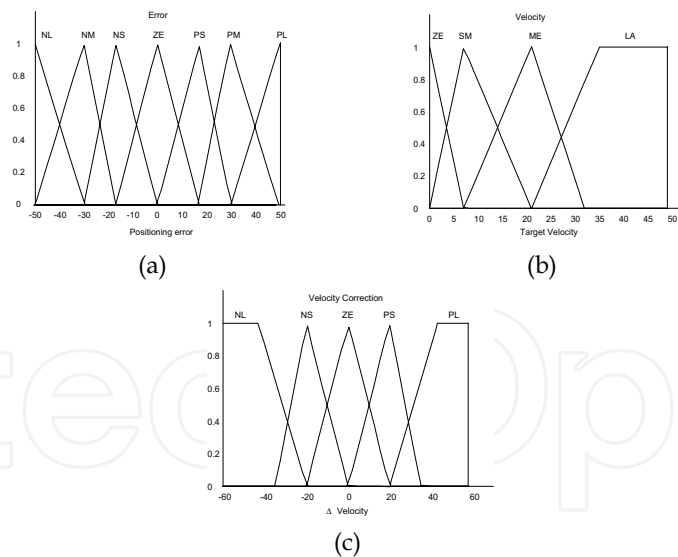 Error
NL NM NS ZE PS PM PL
1
0.8
0.6
0.4
0.2
0
-50 -40 -30 -20 -10 0 10 20 30 40 50
Positioning error
(a)
Velocity
ZE SM ME LA
1
0.8
0.6
0.4
0.2
0
0 5 10 15 20 25 30 35 40 45 50
Target Velocity
(b)
Velocity Correction
NL NS ZE PS PL
1
0.8
0.6
0.4
0.2
0
-60 -40 -20 0 20 40 60
Δ Velocity
(c)